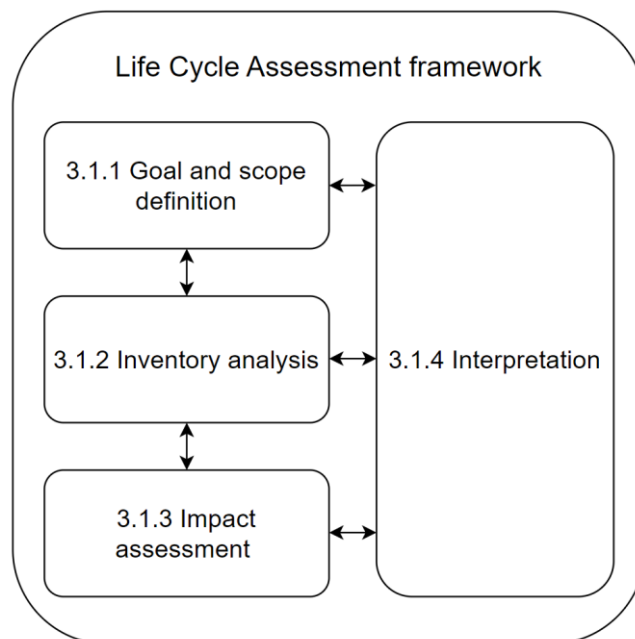 Life Cycle Assessment framework
3.1.1 Goal and scope
definition
3.1.2 Inventory analysis
3.1.4 Interpretation
3.1.3 Impact
assessment